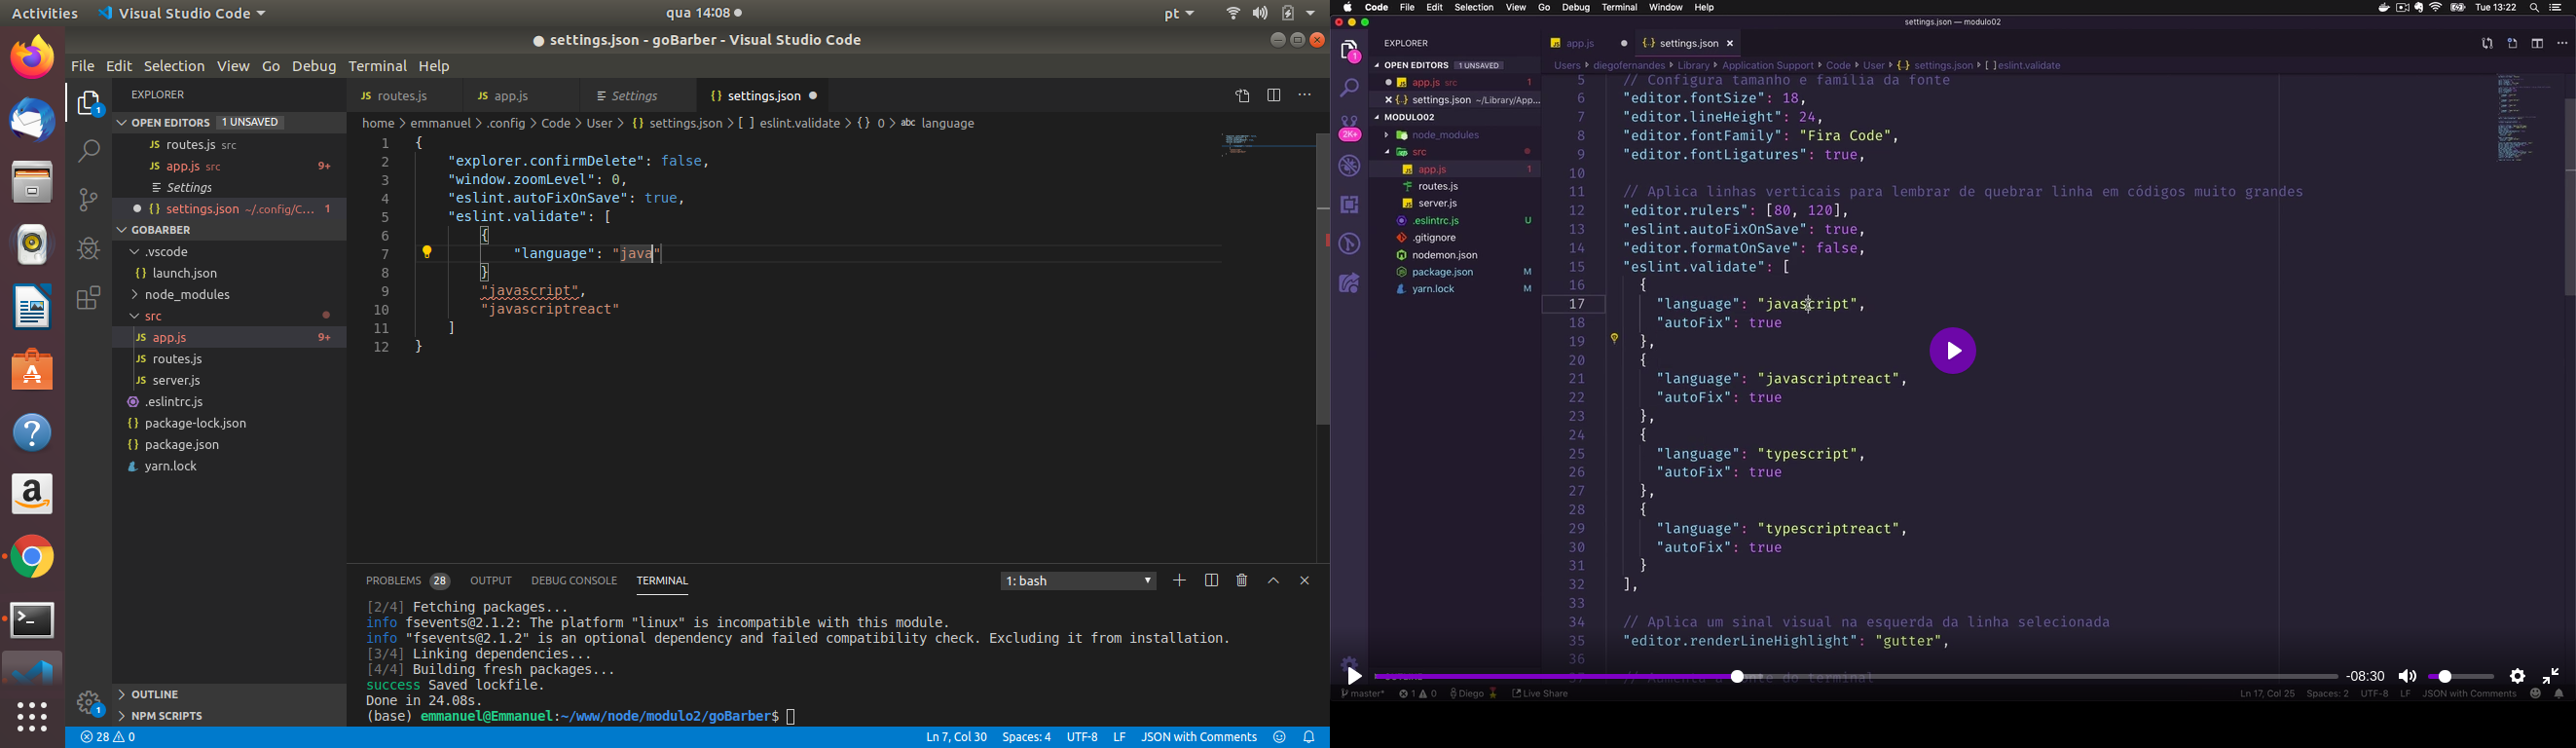 Activities Visual Studio Code qua 14:08 pt
settings.json - goBarber - Visual Studio Code
File Edit Selection View Go Debug Terminal Help
EXPLORER
OPEN EDITORS 1 UNSAVED
JS routes.js src
JS app.js src 9+
Settings
{} settings.json ~/.config/C... 1
GOBARBER
.vscode
{} launch.json
node_modules
src
JS app.js 9+
JS routes.js
JS server.js
.eslintrc.js
{} package-lock.json
{} package.json
yarn.lock
OUTLINE
NPM SCRIPTS
1
1
JS routes.js JS app.js Settings {} settings.json
home > emmanuel > .config > Code > User > {} settings.json > [ ] eslint.validate > {} 0 > abc language
1 {
2 "explorer.confirmDelete": false,
3 "window.zoomLevel": 0,
4 "eslint.autoFixOnSave": true,
5 "eslint.validate": [
6 {
7 "language": "java"
8 }
9 "javascript",
10 "javascriptreact"
11 ]
12 }
PROBLEMS 28 OUTPUT DEBUG CONSOLE TERMINAL 1: bash
[2/4] Fetching packages...
info fsevents@2.1.2: The platform "linux" is incompatible with this module.
info "fsevents@2.1.2" is an optional dependency and failed compatibility check. Excluding it from installation.
[3/4] Linking dependencies...
[4/4] Building fresh packages...
success Saved lockfile.
Done in 24.08s.
(base) emmanuel@Emmanuel:~/www/node/modulo2/goBarber$
28 0 Ln 7, Col 30 Spaces: 4 UTF-8 LF JSON with Comments
Code File Edit Selection View Go Debug Terminal Window Help Tue 13:22
settings.json — modulo02
EXPLORER
OPEN EDITORS 1 UNSAVED
app.js src 1
{..} settings.json ~/Library/App...
MODULO02
node_modules
src
app.js 1
routes.js
server.js
.eslintrc.js U
.gitignore
nodemon.json
package.json M
yarn.lock M
1
2K+
app.js {..} settings.json
Users > diegofernandes > Library > Application Support > Code > User > {..} settings.json > [ ] eslint.validate
5 // Configura tamanho e família da fonte
6 "editor.fontSize": 18,
7 "editor.lineHeight": 24,
8 "editor.fontFamily": "Fira Code",
9 "editor.fontLigatures": true,
10
11 // Aplica linhas verticais para lembrar de quebrar linha em códigos muito grandes
12 "editor.rulers": [80, 120],
13 "eslint.autoFixOnSave": true,
14 "editor.formatOnSave": false,
15 "eslint.validate": [
16 {
17 "language": "javascript",
18 "autoFix": true
19 },
20 {
21 "language": "javascriptreact",
22 "autoFix": true
23 },
24 {
25 "language": "typescript",
26 "autoFix": true
27 },
28 {
29 "language": "typescriptreact",
30 "autoFix": true
31 }
32 ],
33
34 // Aplica um sinal visual na esquerda da linha selecionada
35 "editor.renderLineHighlight": "gutter",
36
37 // Aumenta a fonte do terminal
-08:30
master* 1 0 Diego Live Share Ln 17, Col 25 Spaces: 2 UTF-8 LF JSON with Comments